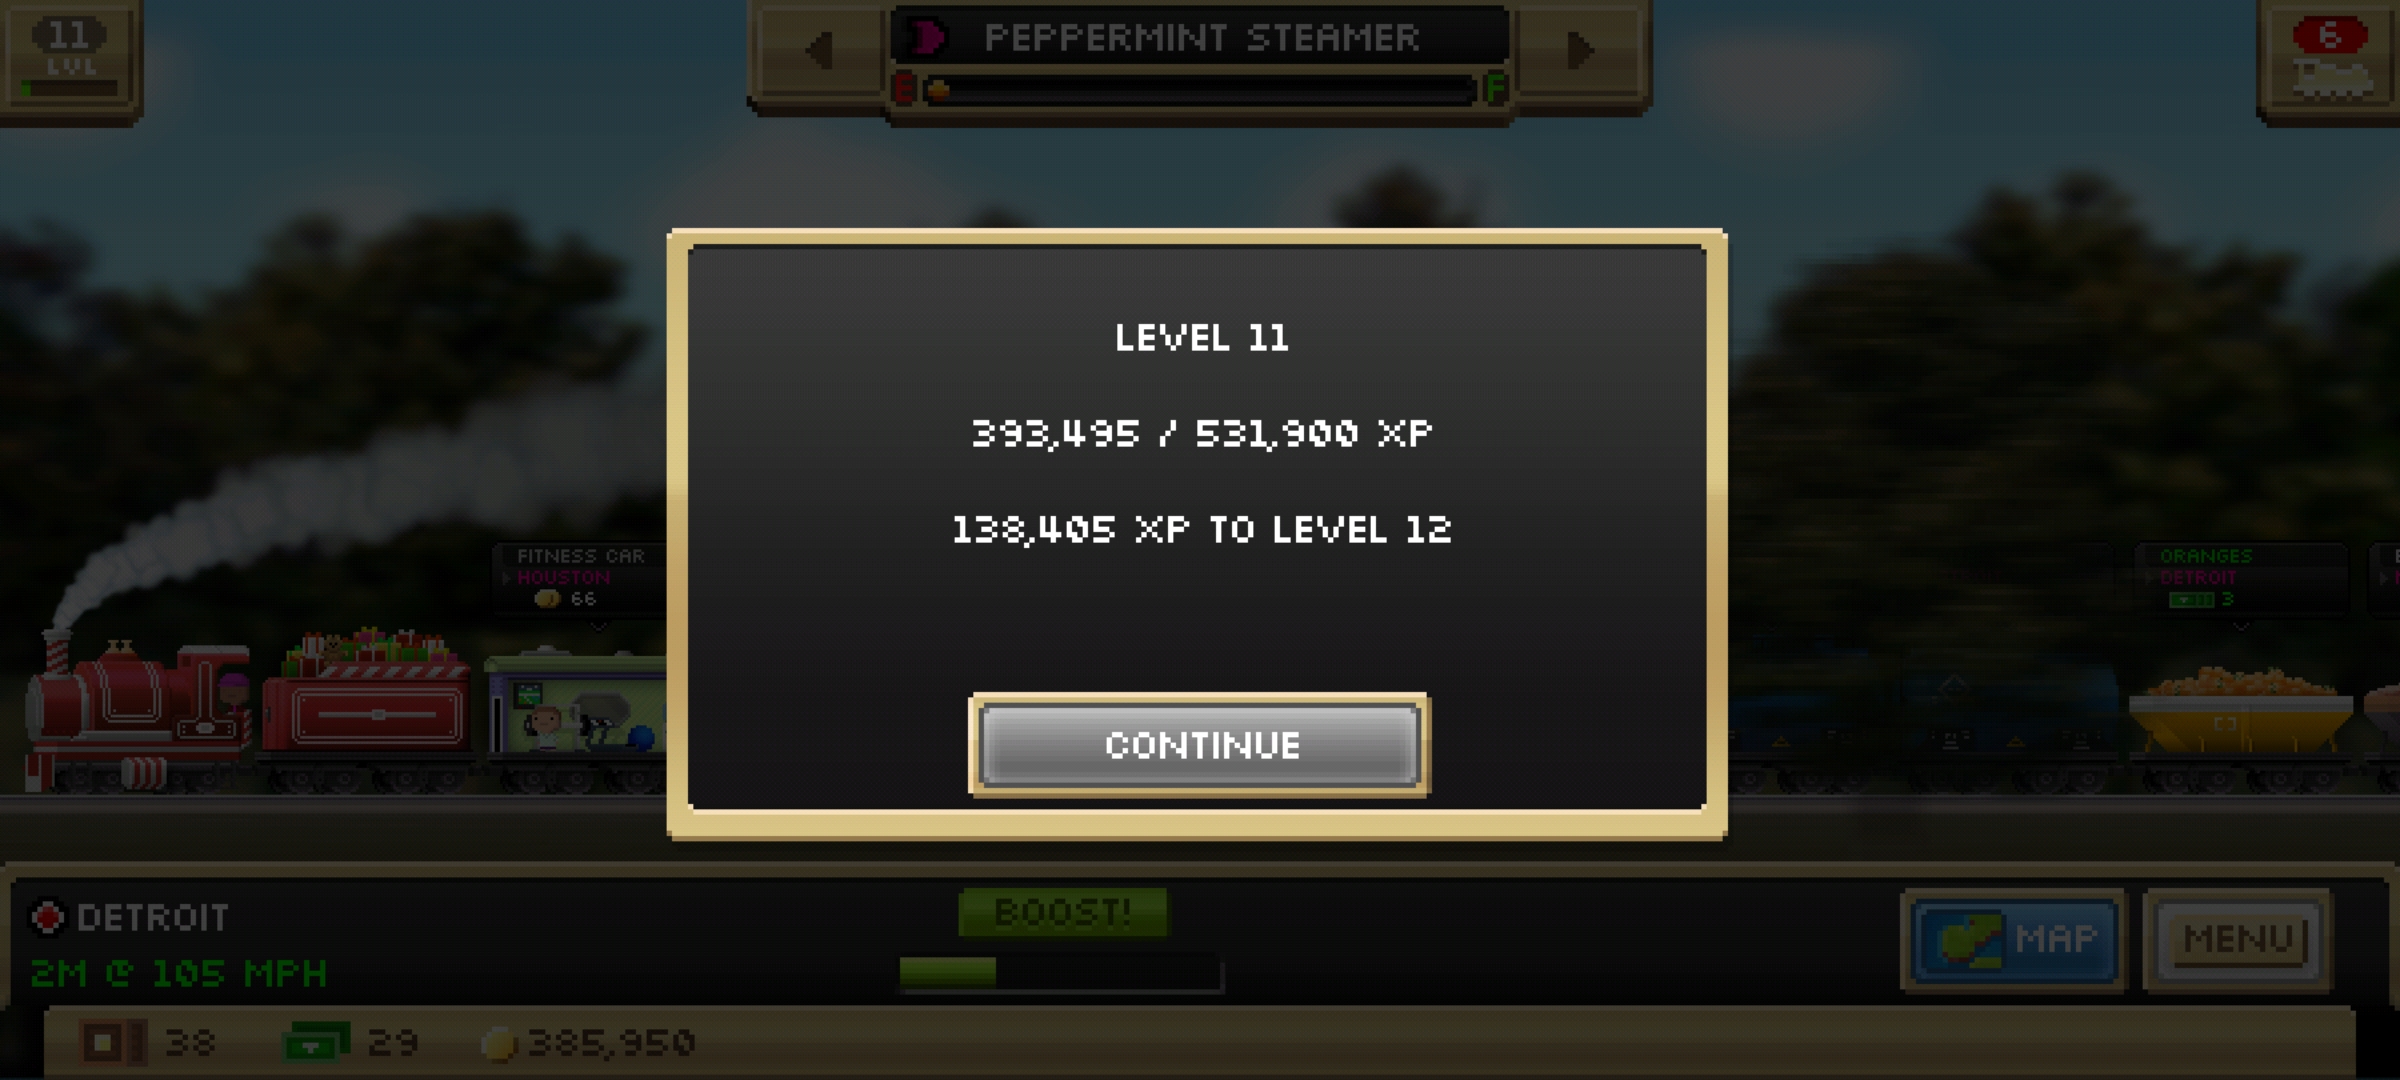 11
LVL
PEPPERMINT STEAMER
E
F
6
LEVEL 11
393,495 / 531,900 XP
138,405 XP TO LEVEL 12
CONTINUE
FITNESS CAR
HOUSTON
66
ORANGES
DETROIT
3
DETROIT
2M @ 105 MPH
BOOST!
MAP
MENU
38
29
385,950